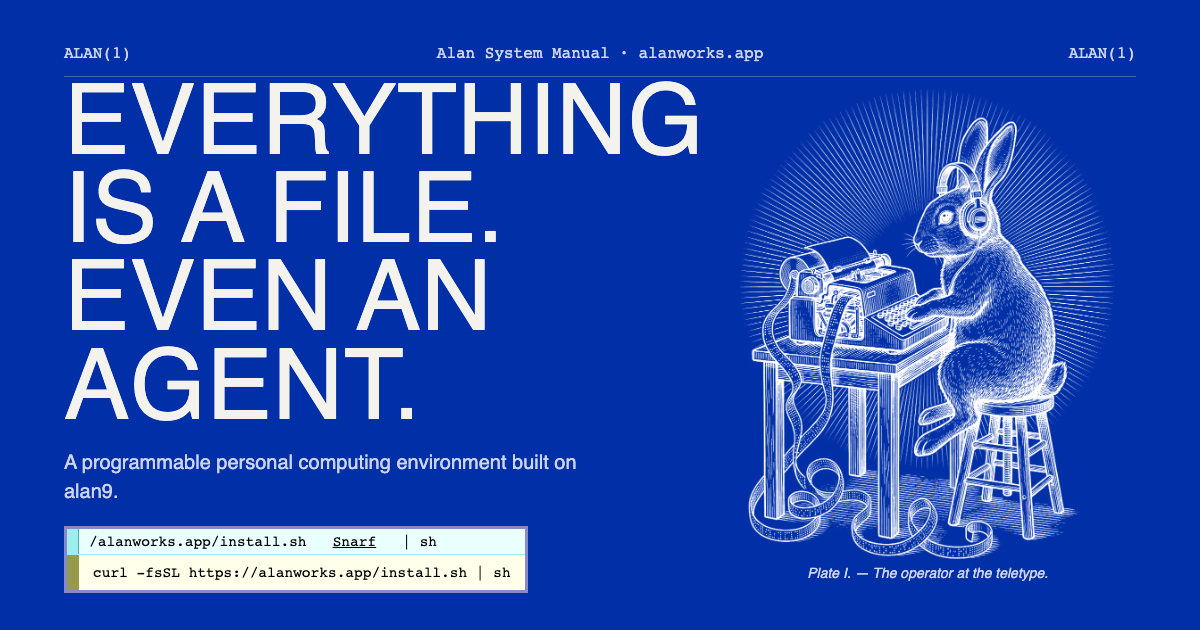 ALAN(1) Alan System Manual · alanworks.app ALAN(1)
EVERYTHING
IS A FILE.
EVEN AN
AGENT.
A programmable personal computing environment built on
alan9.
/alanworks.app/install.sh Snarf | sh
curl -fsSL https://alanworks.app/install.sh | sh
Plate I. — The operator at the teletype.